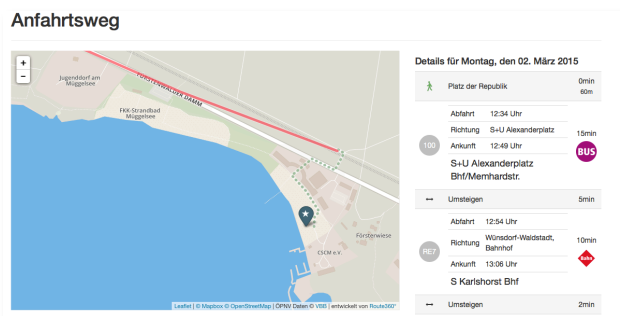 Anfahrtsweg
+
−
Jugenddorf am
Müggelsee
FÜRSTENWALDER DAMM
FKK-Strandbad
Müggelsee
Försterwiese
CSCM e.V.
Leaflet | © Mapbox © OpenStreetMap | ÖPNV Daten © VBB | entwickelt von Route360°
Details für Montag, den 02. März 2015
Platz der Republik
0min
60m
100
Abfahrt 12:34 Uhr
Richtung S+U Alexanderplatz
Ankunft 12:49 Uhr
S+U Alexanderplatz
Bhf/Memhardstr.
15min
BUS
Umsteigen 5min
RE7
Abfahrt 12:54 Uhr
Richtung Wünsdorf-Waldstadt,
Bahnhof
Ankunft 13:06 Uhr
S Karlshorst Bhf
10min
Bahn
Umsteigen 2min